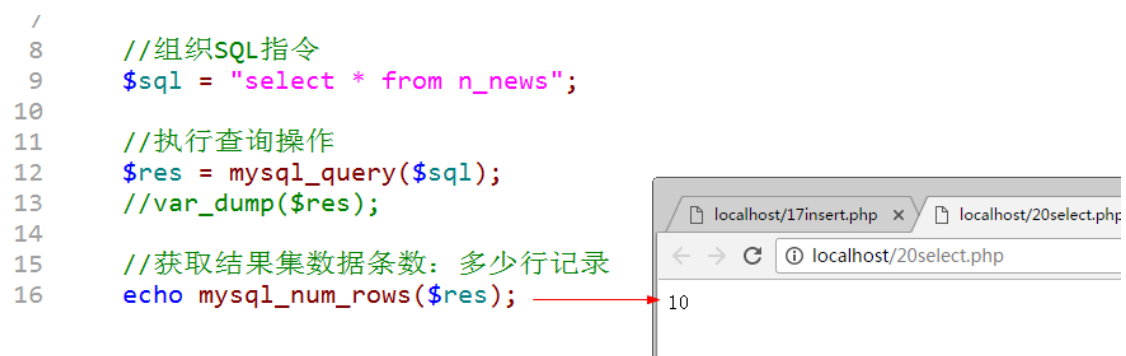 7
8 //组织SQL指令
9 $sql = "select * from n_news";
10
11 //执行查询操作
12 $res = mysql_query($sql);
13 //var_dump($res);
14
15 //获取结果集数据条数：多少行记录
16 echo mysql_num_rows($res);
localhost/17insert.php × localhost/20select.php
localhost/20select.php
10